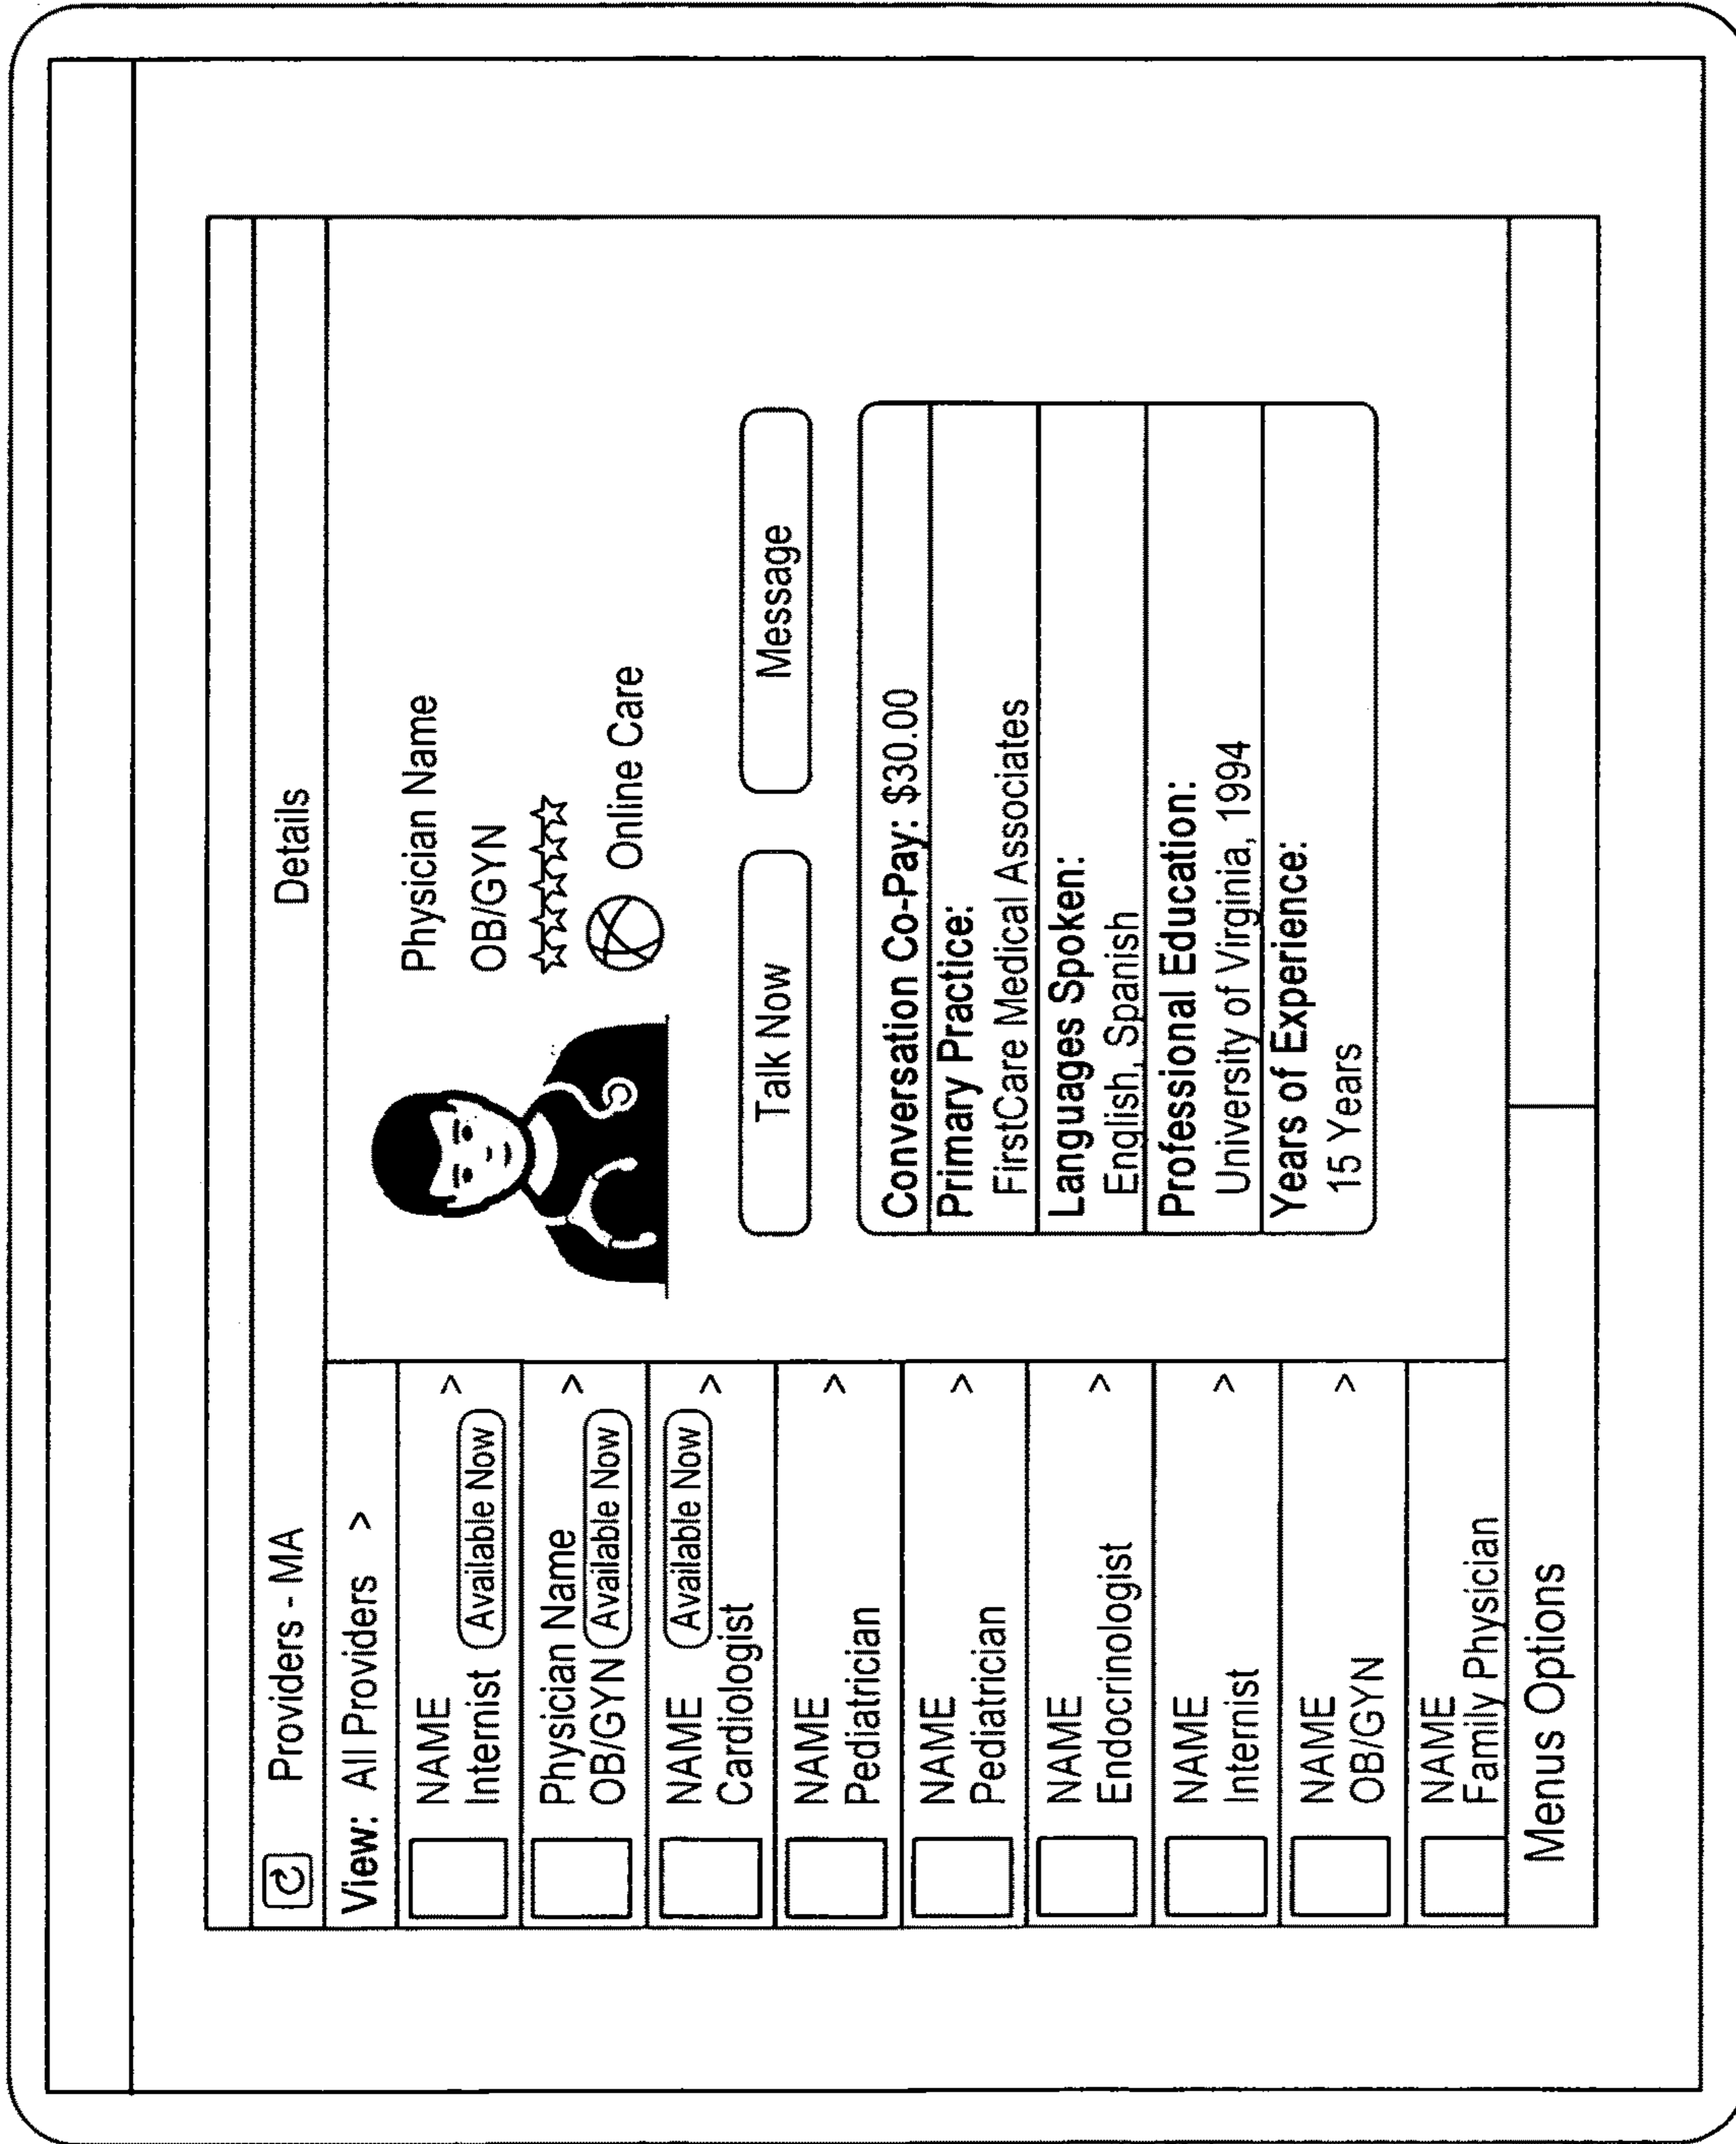 Providers - MA
Details
View: All Providers >
NAME >
Internist Available Now
Physician Name >
OB/GYN Available Now
NAME Available Now >
Cardiologist
NAME >
Pediatrician
NAME >
Pediatrician
NAME >
Endocrinologist
NAME >
Internist
NAME >
OB/GYN
NAME
Family Physician
Physician Name
OB/GYN
Online Care
Talk Now
Message
Conversation Co-Pay: $30.00
Primary Practice:
FirstCare Medical Associates
Languages Spoken:
English, Spanish
Professional Education:
University of Virginia, 1994
Years of Experience:
15 Years
Menus Options